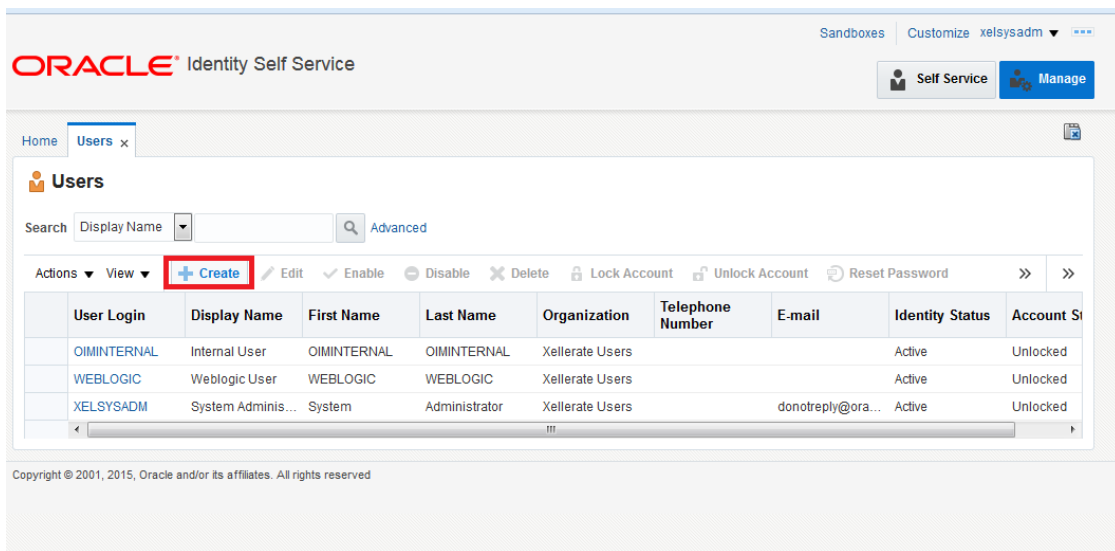 Sandboxes Customize xelsysadm
ORACLE® Identity Self Service
Self Service Manage
Home Users x
Users
Search Display Name Advanced
Actions View Create Edit Enable Disable Delete Lock Account Unlock Account Reset Password » »
User Login Display Name First Name Last Name Organization Telephone Number E-mail Identity Status Account St
OIMINTERNAL Internal User OIMINTERNAL OIMINTERNAL Xellerate Users Active Unlocked
WEBLOGIC Weblogic User WEBLOGIC WEBLOGIC Xellerate Users Active Unlocked
XELSYSADM System Adminis... System Administrator Xellerate Users donotreply@ora... Active Unlocked
Copyright © 2001, 2015, Oracle and/or its affiliates. All rights reserved